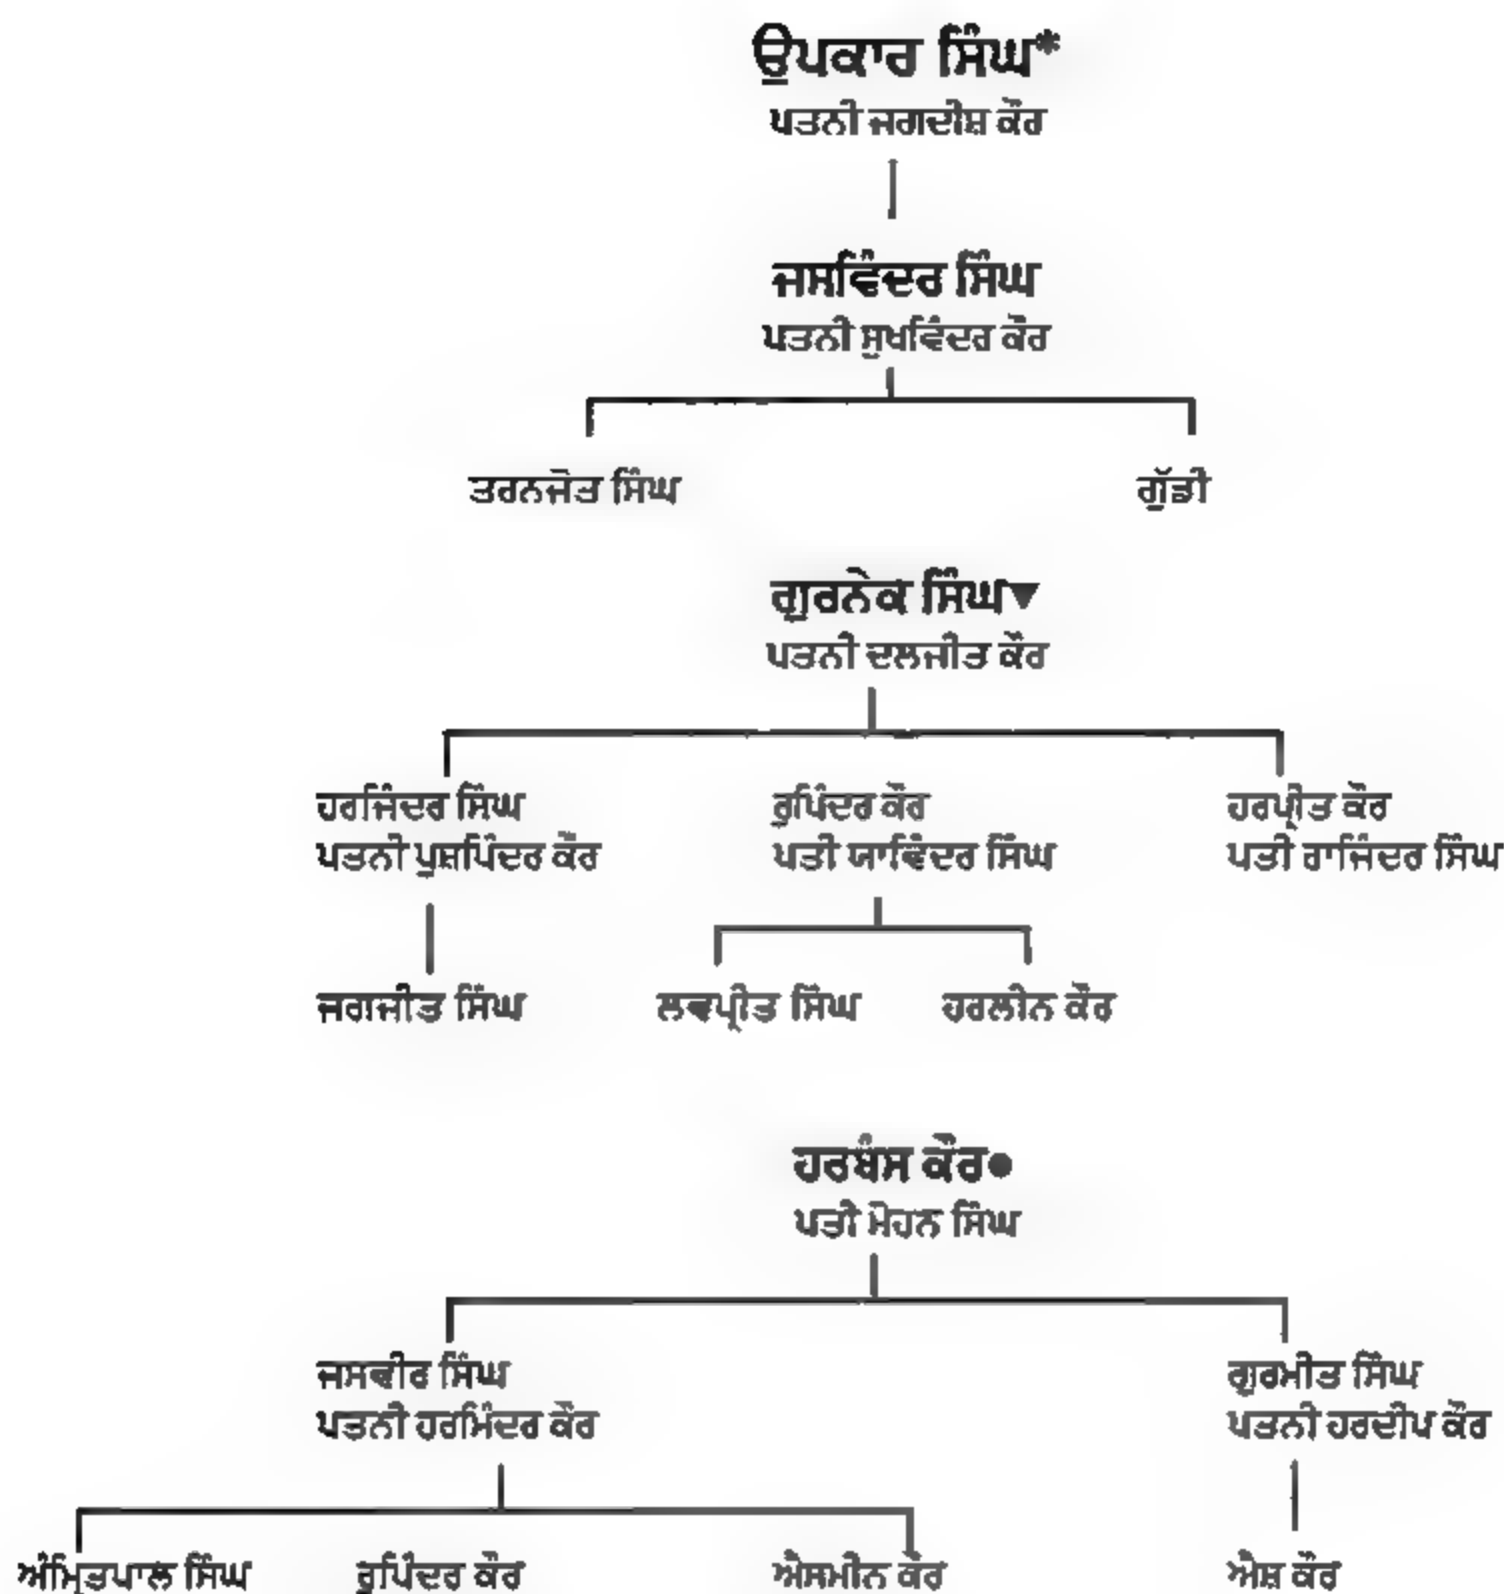 ਉਪਕਾਰ ਸਿੰਘ*
ਪਤਨੀ ਜਗਦੀਸ਼ ਕੌਰ
ਜਸਵਿੰਦਰ ਸਿੰਘ
ਪਤਨੀ ਸੁਖਵਿੰਦਰ ਕੌਰ
ਤਰਨਜੋਤ ਸਿੰਘ ਗੁੱਡੀ
ਗੁਰਨੇਕ ਸਿੰਘ▼
ਪਤਨੀ ਦਲਜੀਤ ਕੌਰ
ਹਰਜਿੰਦਰ ਸਿੰਘ ਰੁਪਿੰਦਰ ਕੌਰ ਹਰਪ੍ਰੀਤ ਕੌਰ
ਪਤਨੀ ਪੁਸ਼ਪਿੰਦਰ ਕੌਰ ਪਤੀ ਯਾਵਿੰਦਰ ਸਿੰਘ ਪਤੀ ਰਾਜਿੰਦਰ ਸਿੰਘ
ਜਗਜੀਤ ਸਿੰਘ ਲਵਪ੍ਰੀਤ ਸਿੰਘ ਹਰਲੀਨ ਕੌਰ
ਹਰਬੰਸ ਕੌਰ●
ਪਤੀ ਮੋਹਨ ਸਿੰਘ
ਜਸਵੀਰ ਸਿੰਘ ਗੁਰਮੀਤ ਸਿੰਘ
ਪਤਨੀ ਹਰਮਿੰਦਰ ਕੌਰ ਪਤਨੀ ਹਰਦੀਪ ਕੌਰ
ਅੰਮ੍ਰਿਤਪਾਲ ਸਿੰਘ ਰੁਪਿੰਦਰ ਕੌਰ ਐਸਮੀਨ ਕੌਰ ਐਸ਼ ਕੌਰ